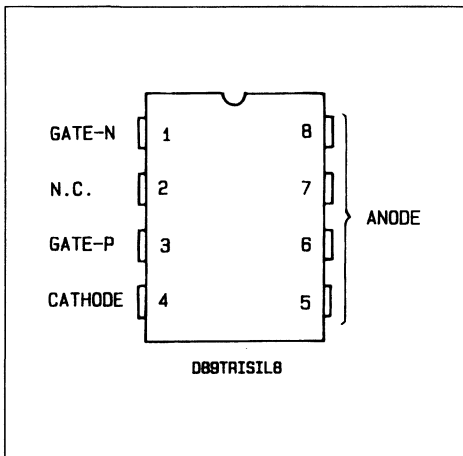 GATE-N 1 8
N.C. 2 7
ANODE
GATE-P 3 6
CATHODE 4 5
D89TRISIL8